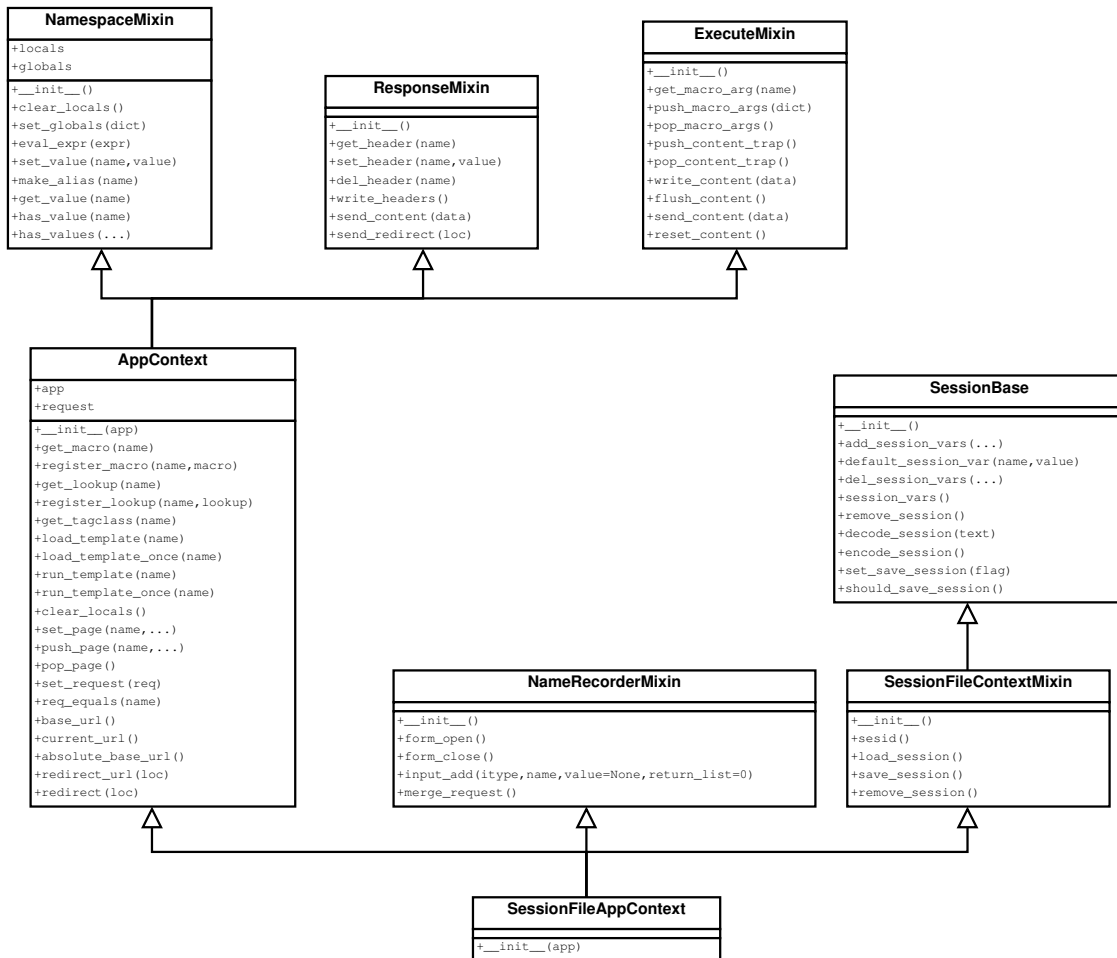 NamespaceMixin
+locals
+globals
+__init__()
+clear_locals()
+set_globals(dict)
+eval_expr(expr)
+set_value(name,value)
+make_alias(name)
+get_value(name)
+has_value(name)
+has_values(...)
ResponseMixin
+__init__()
+get_header(name)
+set_header(name,value)
+del_header(name)
+write_headers()
+send_content(data)
+send_redirect(loc)
ExecuteMixin
+__init__()
+get_macro_arg(name)
+push_macro_args(dict)
+pop_macro_args()
+push_content_trap()
+pop_content_trap()
+write_content(data)
+flush_content()
+send_content(data)
+reset_content()
AppContext
+app
+request
+__init__(app)
+get_macro(name)
+register_macro(name,macro)
+get_lookup(name)
+register_lookup(name,lookup)
+get_tagclass(name)
+load_template(name)
+load_template_once(name)
+run_template(name)
+run_template_once(name)
+clear_locals()
+set_page(name,...)
+push_page(name,...)
+pop_page()
+set_request(req)
+req_equals(name)
+base_url()
+current_url()
+absolute_base_url()
+redirect_url(loc)
+redirect(loc)
SessionBase
+__init__()
+add_session_vars(...)
+default_session_var(name,value)
+del_session_vars(...)
+session_vars()
+remove_session()
+decode_session(text)
+encode_session()
+set_save_session(flag)
+should_save_session()
NameRecorderMixin
+__init__()
+form_open()
+form_close()
+input_add(itype,name,value=None,return_list=0)
+merge_request()
SessionFileContextMixin
+__init__()
+sesid()
+load_session()
+save_session()
+remove_session()
SessionFileAppContext
+__init__(app)